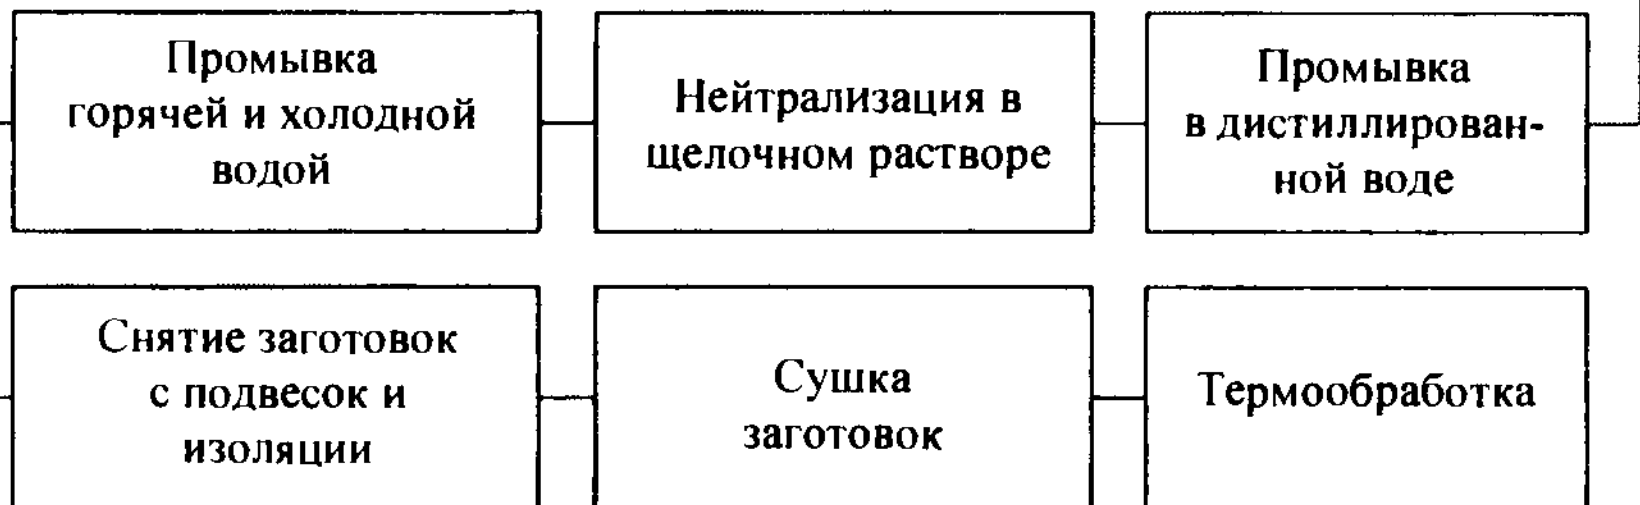 Промывка
горячей и холодной
водой
Нейтрализация в
щелочном растворе
Промывка
в дистиллирован-
ной воде
Снятие заготовок
с подвесок и
изоляции
Сушка
заготовок
Термообработка